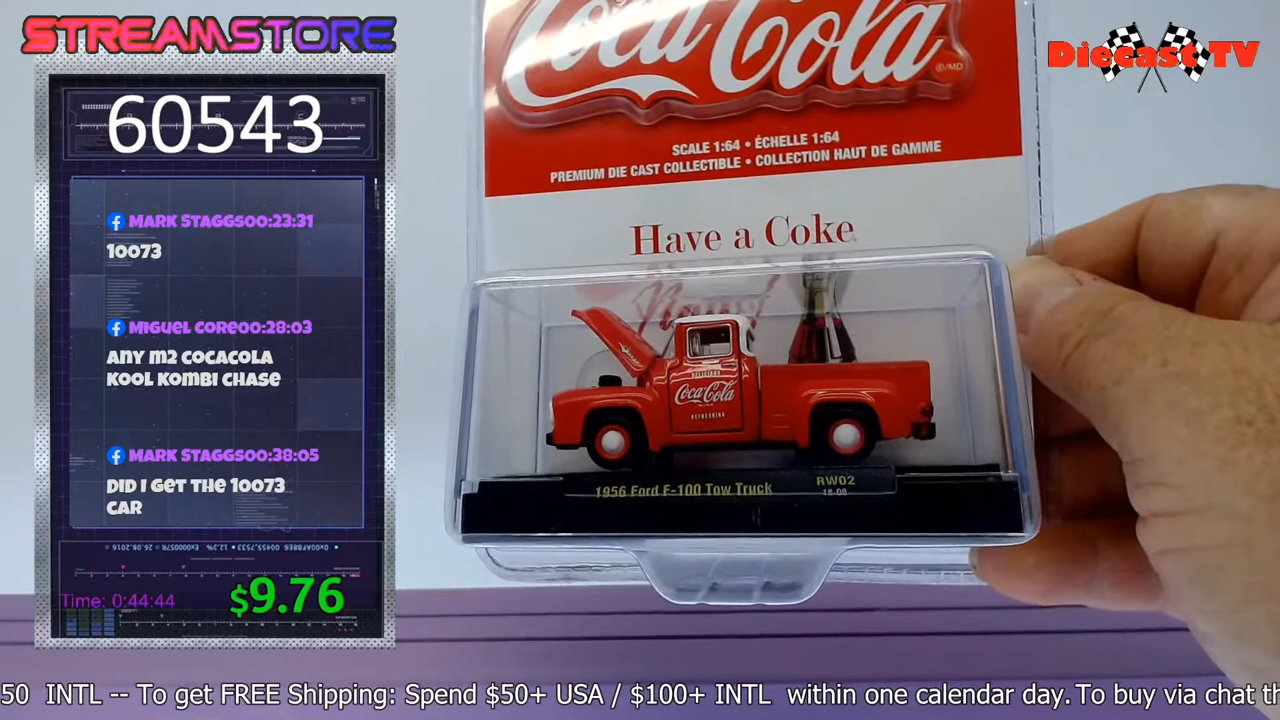 STREAMSTORE
60543
MARK STAGGS00:23:31
10073
MIGUEL CORE00:28:03
ANY M2 COCACOLA
KOOL KOMBI CHASE
MARK STAGGS00:38:05
DID I GET THE 10073
CAR
Time: 0:44:44
$9.76
Diecast TV
Coca-Cola
SCALE 1:64 • ÉCHELLE 1:64
PREMIUM DIE CAST COLLECTIBLE • COLLECTION HAUT DE GAMME
Have a Coke
DELICIOUS
Coca-Cola
REFRESHING
1956 Ford F-100 Tow Truck
RW02
50 INTL -- To get FREE Shipping: Spend $50+ USA / $100+ INTL within one calendar day. To buy via chat th